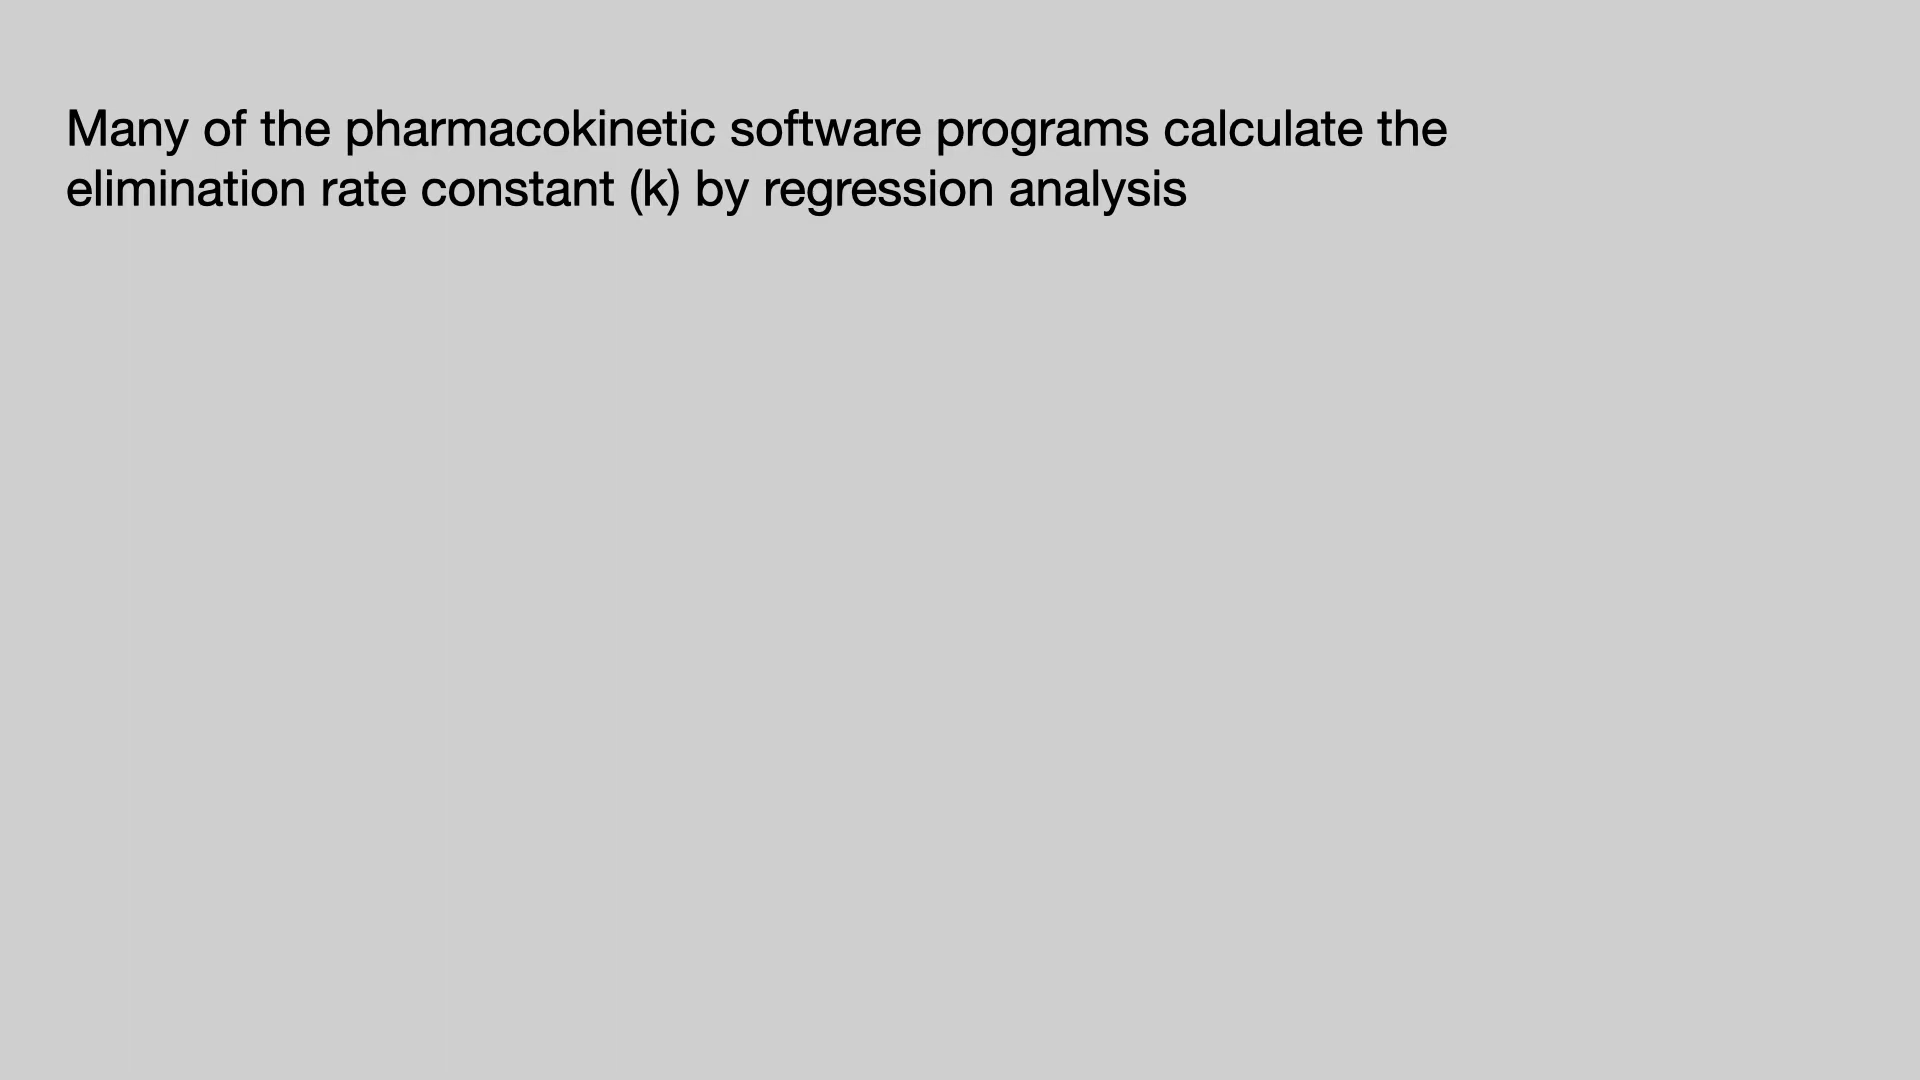 Many of the pharmacokinetic software programs calculate the
elimination rate constant (k) by regression analysis